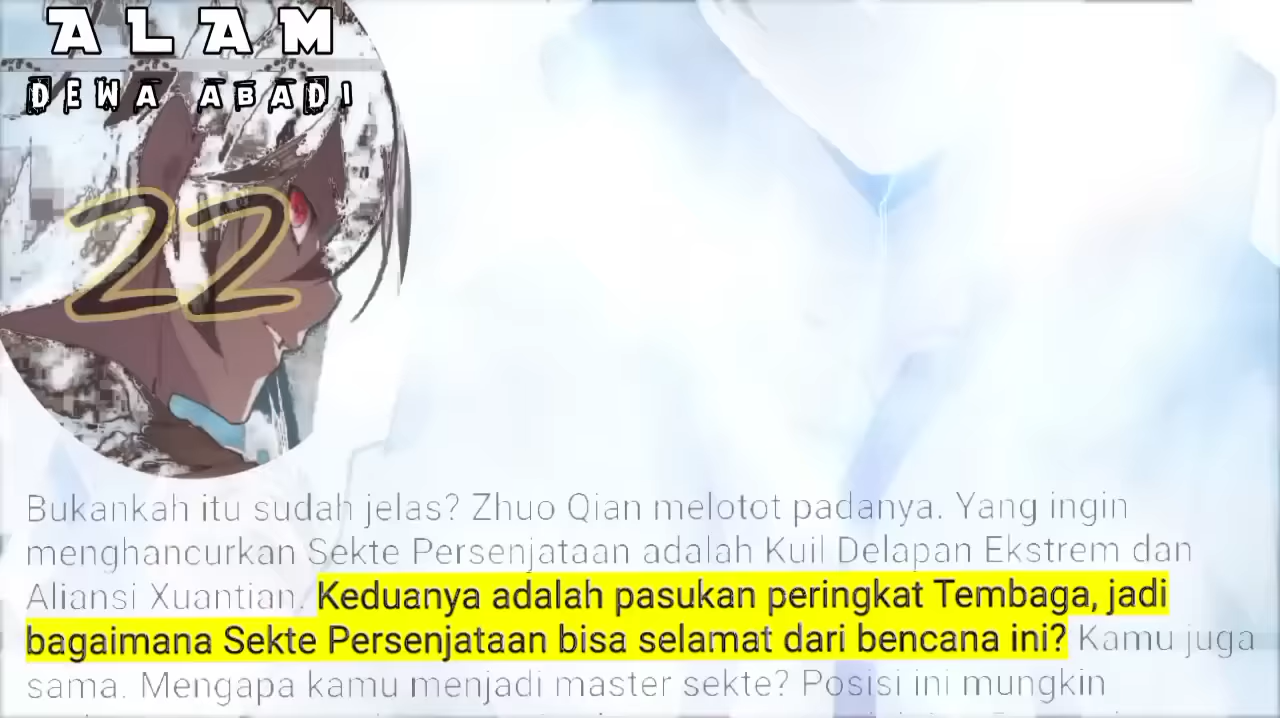 ALAM
DEWA ABADI
22
Bukankah itu sudah jelas? Zhuo Qian melotot padanya. Yang ingin
menghancurkan Sekte Persenjataan adalah Kuil Delapan Ekstrem dan
Aliansi Xuantian. Keduanya adalah pasukan peringkat Tembaga, jadi
bagaimana Sekte Persenjataan bisa selamat dari bencana ini? Kamu juga
sama. Mengapa kamu menjadi master sekte? Posisi ini mungkin